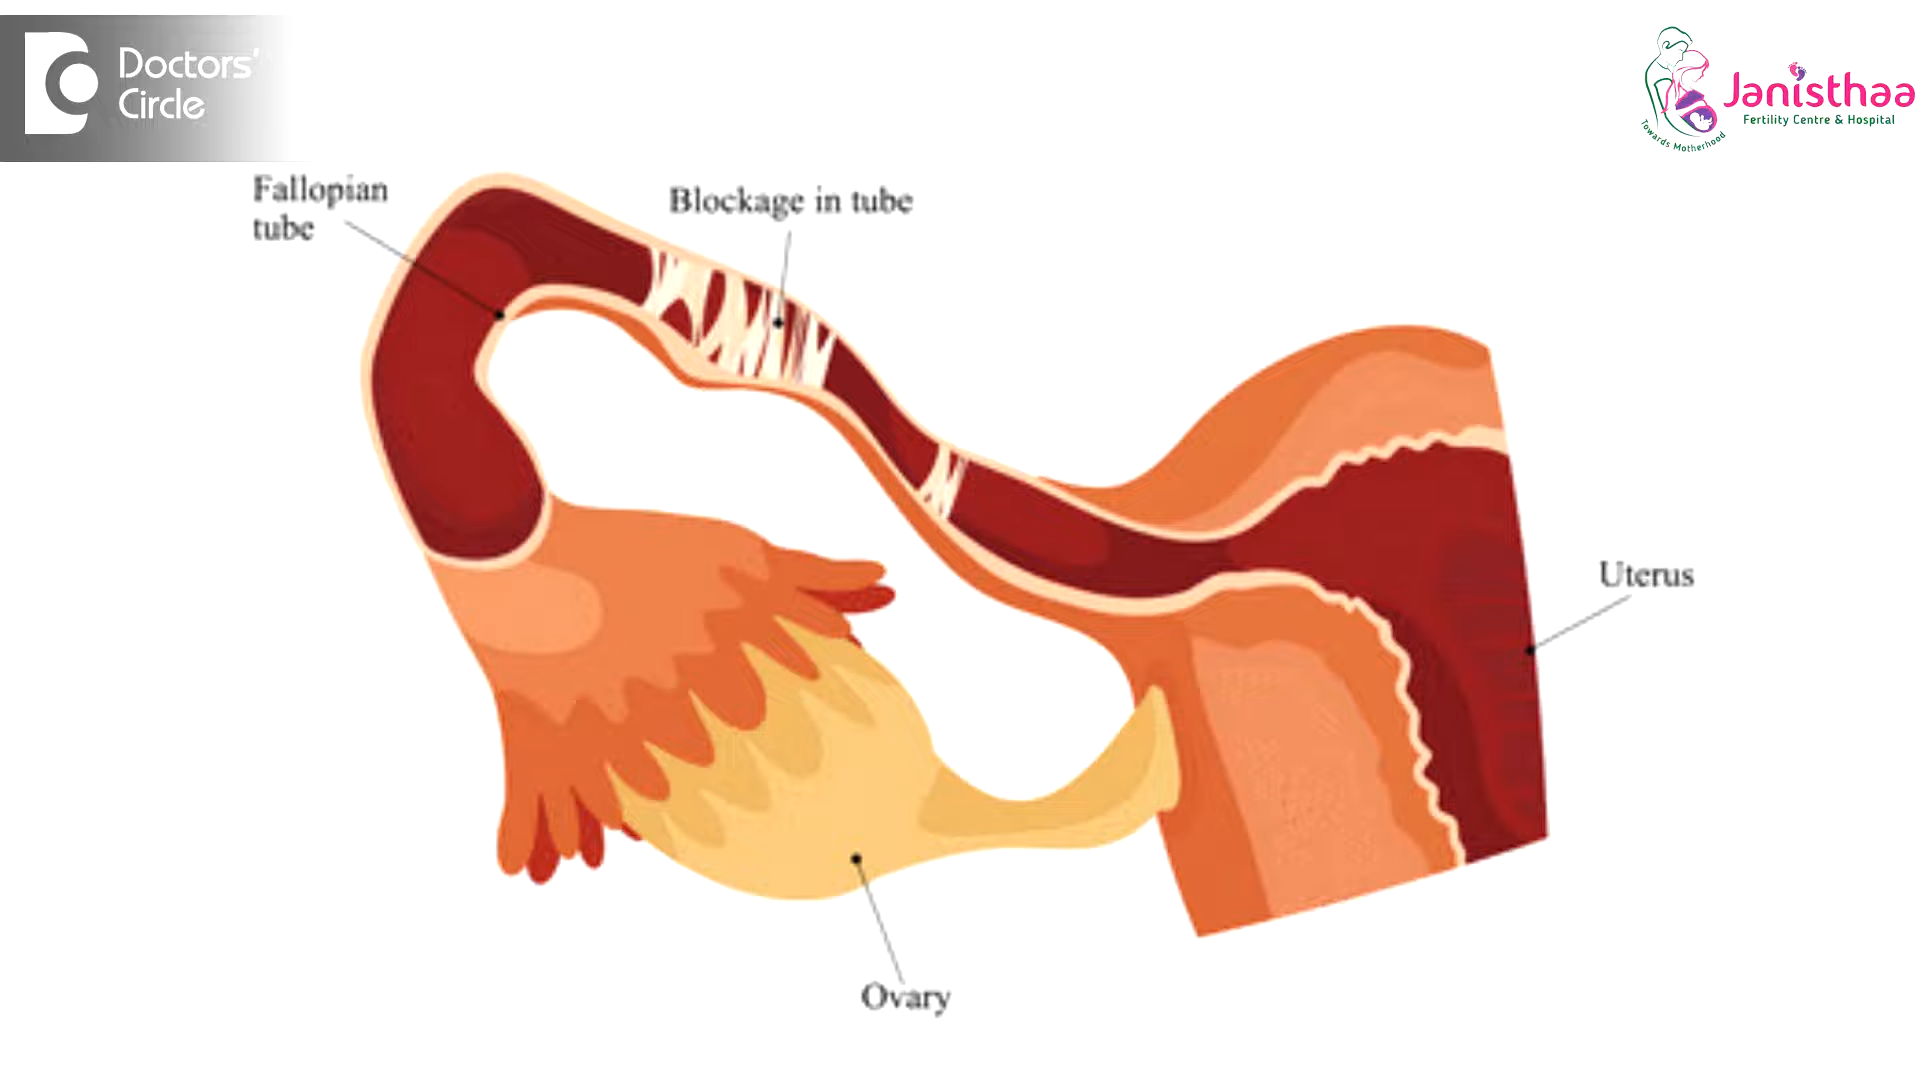 Doctors'
Circle
Janisthaa
Fertility Centre & Hospital
Towards Motherhood
Fallopian
tube
Blockage in tube
Uterus
Ovary